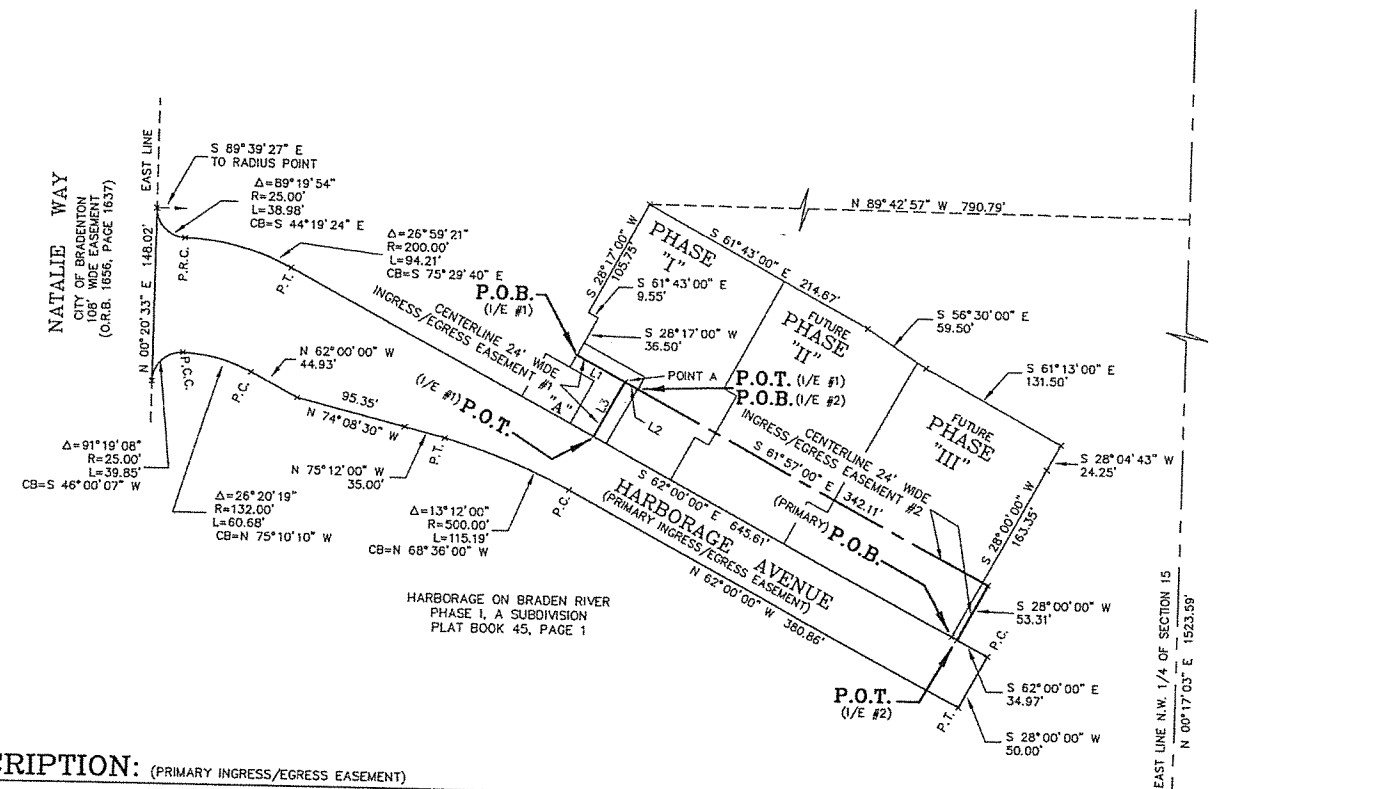 NATALIE WAY
CITY OF BRADENTON
108' WIDE EASEMENT
(O.R.B. 1656, PAGE 1637)
N 00°20'33" E 148.02'
EAST LINE
S 89°39'27" E
TO RADIUS POINT
Δ=89°19'54"
R=25.00'
L=38.98'
CB=S 44°19'24" E
P.R.C.
P.T.
Δ=26°59'21"
R=200.00'
L=94.21'
CB=S 75°29'40" E
CENTERLINE 24' WIDE
INGRESS/EGRESS EASEMENT #1
"A"
P.O.B.
(I/E #1)
S 28°17'00" W
105.75'
PHASE
"I"
S 61°43'00" E
9.55'
S 28°17'00" W
36.50'
S 61°43'00" E 214.67'
N 89°42'57" W 790.79'
FUTURE
PHASE
"II"
S 56°30'00" E
59.50'
S 61°13'00" E
131.50'
FUTURE
PHASE
"III"
S 28°04'43" W
24.25'
S 28°00'00" W
163.35'
L1
POINT A
L3
L2
P.O.T. (I/E #1)
P.O.B. (I/E #2)
(I/E #1) P.O.T.
CENTERLINE 24' WIDE
INGRESS/EGRESS EASEMENT #2
S 61°57'00" E 342.11'
(PRIMARY) P.O.B.
S 62°00'00" E 645.61'
HARBORAGE AVENUE
(PRIMARY INGRESS/EGRESS EASEMENT)
N 62°00'00" W 380.86'
P.C.C.
P.C.
N 62°00'00" W
44.93'
95.35'
N 74°08'30" W
P.T.
N 75°12'00" W
35.00'
Δ=91°19'08"
R=25.00'
L=39.85'
CB=S 46°00'07" W
Δ=26°20'19"
R=132.00'
L=60.68'
CB=N 75°10'10" W
Δ=13°12'00"
R=500.00'
L=115.19'
CB=N 68°36'00" W
P.C.
HARBORAGE ON BRADEN RIVER
PHASE I, A SUBDIVISION
PLAT BOOK 45, PAGE 1
S 28°00'00" W
53.31'
P.C.
S 62°00'00" E
34.97'
P.O.T.
(I/E #2)
P.T.
S 28°00'00" W
50.00'
EAST LINE N.W. 1/4 OF SECTION 15
N 00°17'03" E 1523.59
CRIPTION: (PRIMARY INGRESS/EGRESS EASEMENT)